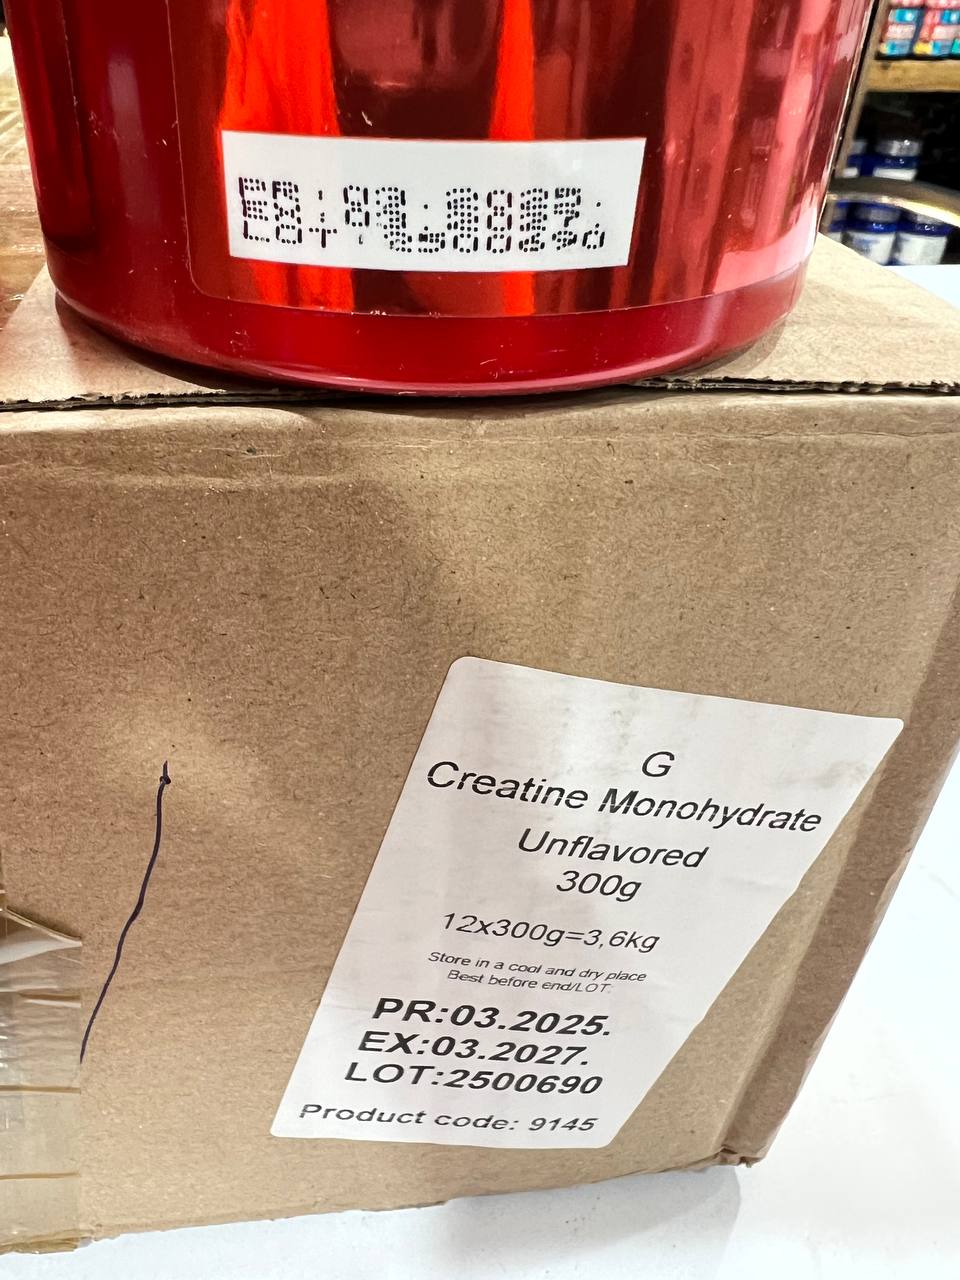 G
Creatine Monohydrate
Unflavored
300g
12x300g=3,6kg
Store in a cool and dry place
Best before end/LOT:
PR:03.2025.
EX:03.2027.
LOT:2500690
Product code: 9145